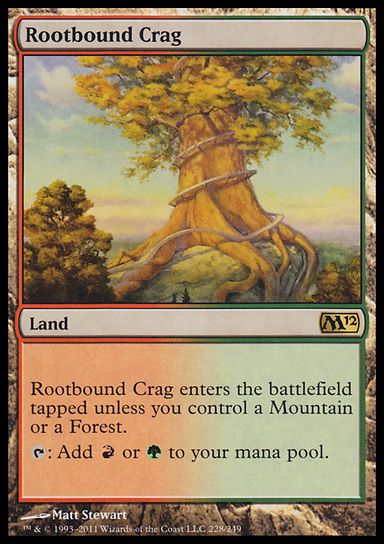 Rootbound Crag
Land
M12
Rootbound Crag enters the battlefield
tapped unless you control a Mountain
or a Forest.
: Add or to your mana pool.
Matt Stewart
™ & © 1993–2011 Wizards of the Coast LLC 228/249